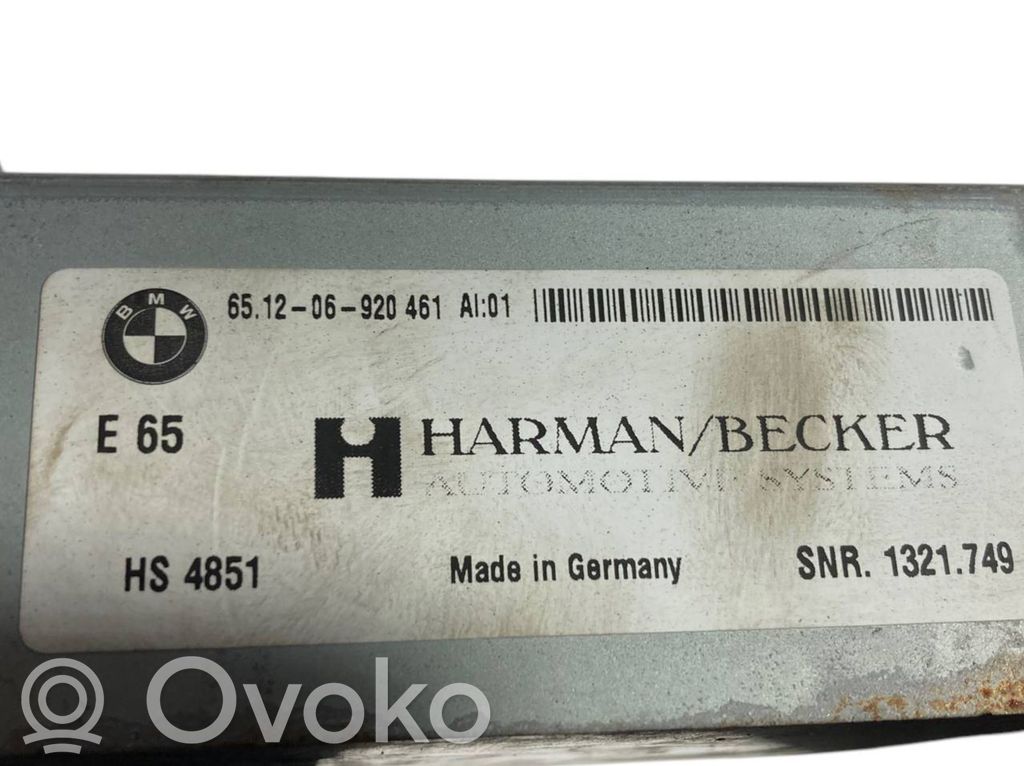 BMW
65.12-06-920 461 AI:01
E 65
HARMAN/BECKER
AUTOMOTIVE SYSTEMS
HS 4851
Made in Germany
SNR. 1321.749
Ovoko